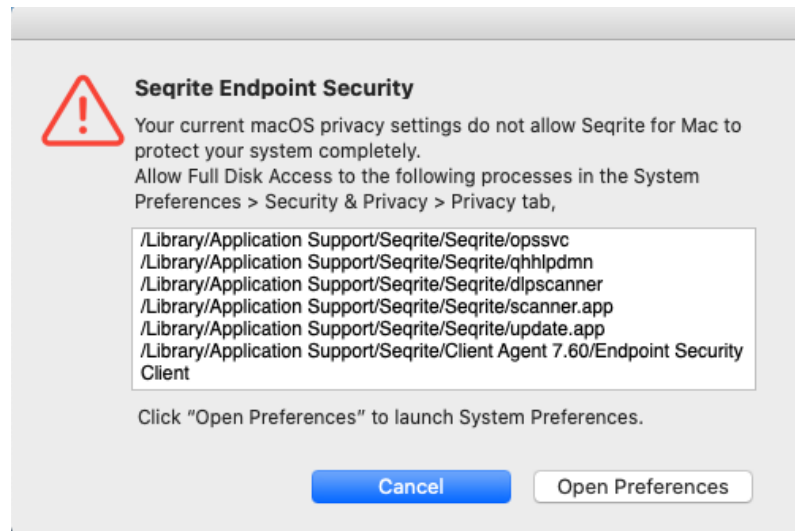 Seqrite Endpoint Security
Your current macOS privacy settings do not allow Seqrite for Mac to
protect your system completely.
Allow Full Disk Access to the following processes in the System
Preferences > Security & Privacy > Privacy tab,
/Library/Application Support/Seqrite/Seqrite/opssvc
/Library/Application Support/Seqrite/Seqrite/qhhlpdmn
/Library/Application Support/Seqrite/Seqrite/dlpscanner
/Library/Application Support/Seqrite/Seqrite/scanner.app
/Library/Application Support/Seqrite/Seqrite/update.app
/Library/Application Support/Seqrite/Client Agent 7.60/Endpoint Security
Client
Click “Open Preferences” to launch System Preferences.
Cancel
Open Preferences